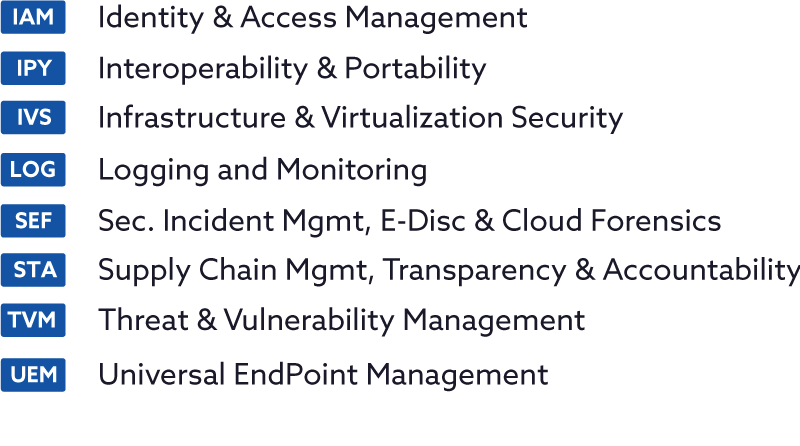 IAM Identity & Access Management
IPY Interoperability & Portability
IVS Infrastructure & Virtualization Security
LOG Logging and Monitoring
SEF Sec. Incident Mgmt, E-Disc & Cloud Forensics
STA Supply Chain Mgmt, Transparency & Accountability
TVM Threat & Vulnerability Management
UEM Universal EndPoint Management